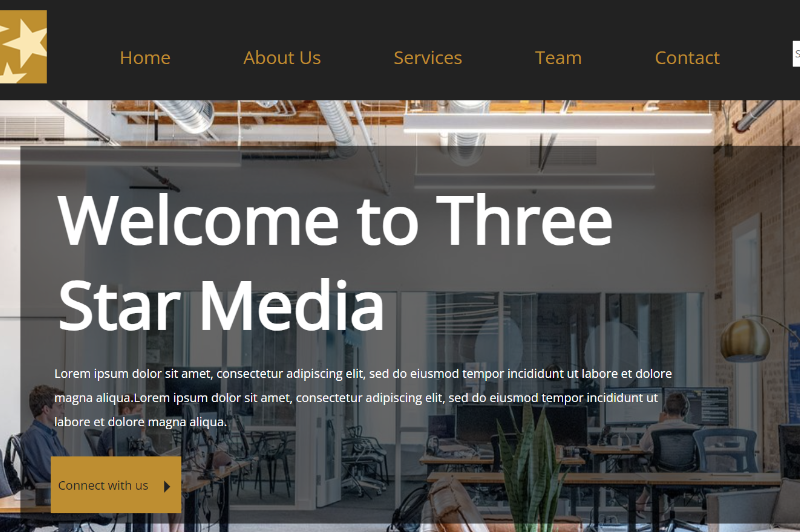 Home About Us Services Team Contact
Welcome to Three
Star Media
Lorem ipsum dolor sit amet, consectetur adipiscing elit, sed do eiusmod tempor incididunt ut labore et dolore
magna aliqua.Lorem ipsum dolor sit amet, consectetur adipiscing elit, sed do eiusmod tempor incididunt ut
labore et dolore magna aliqua.
Connect with us